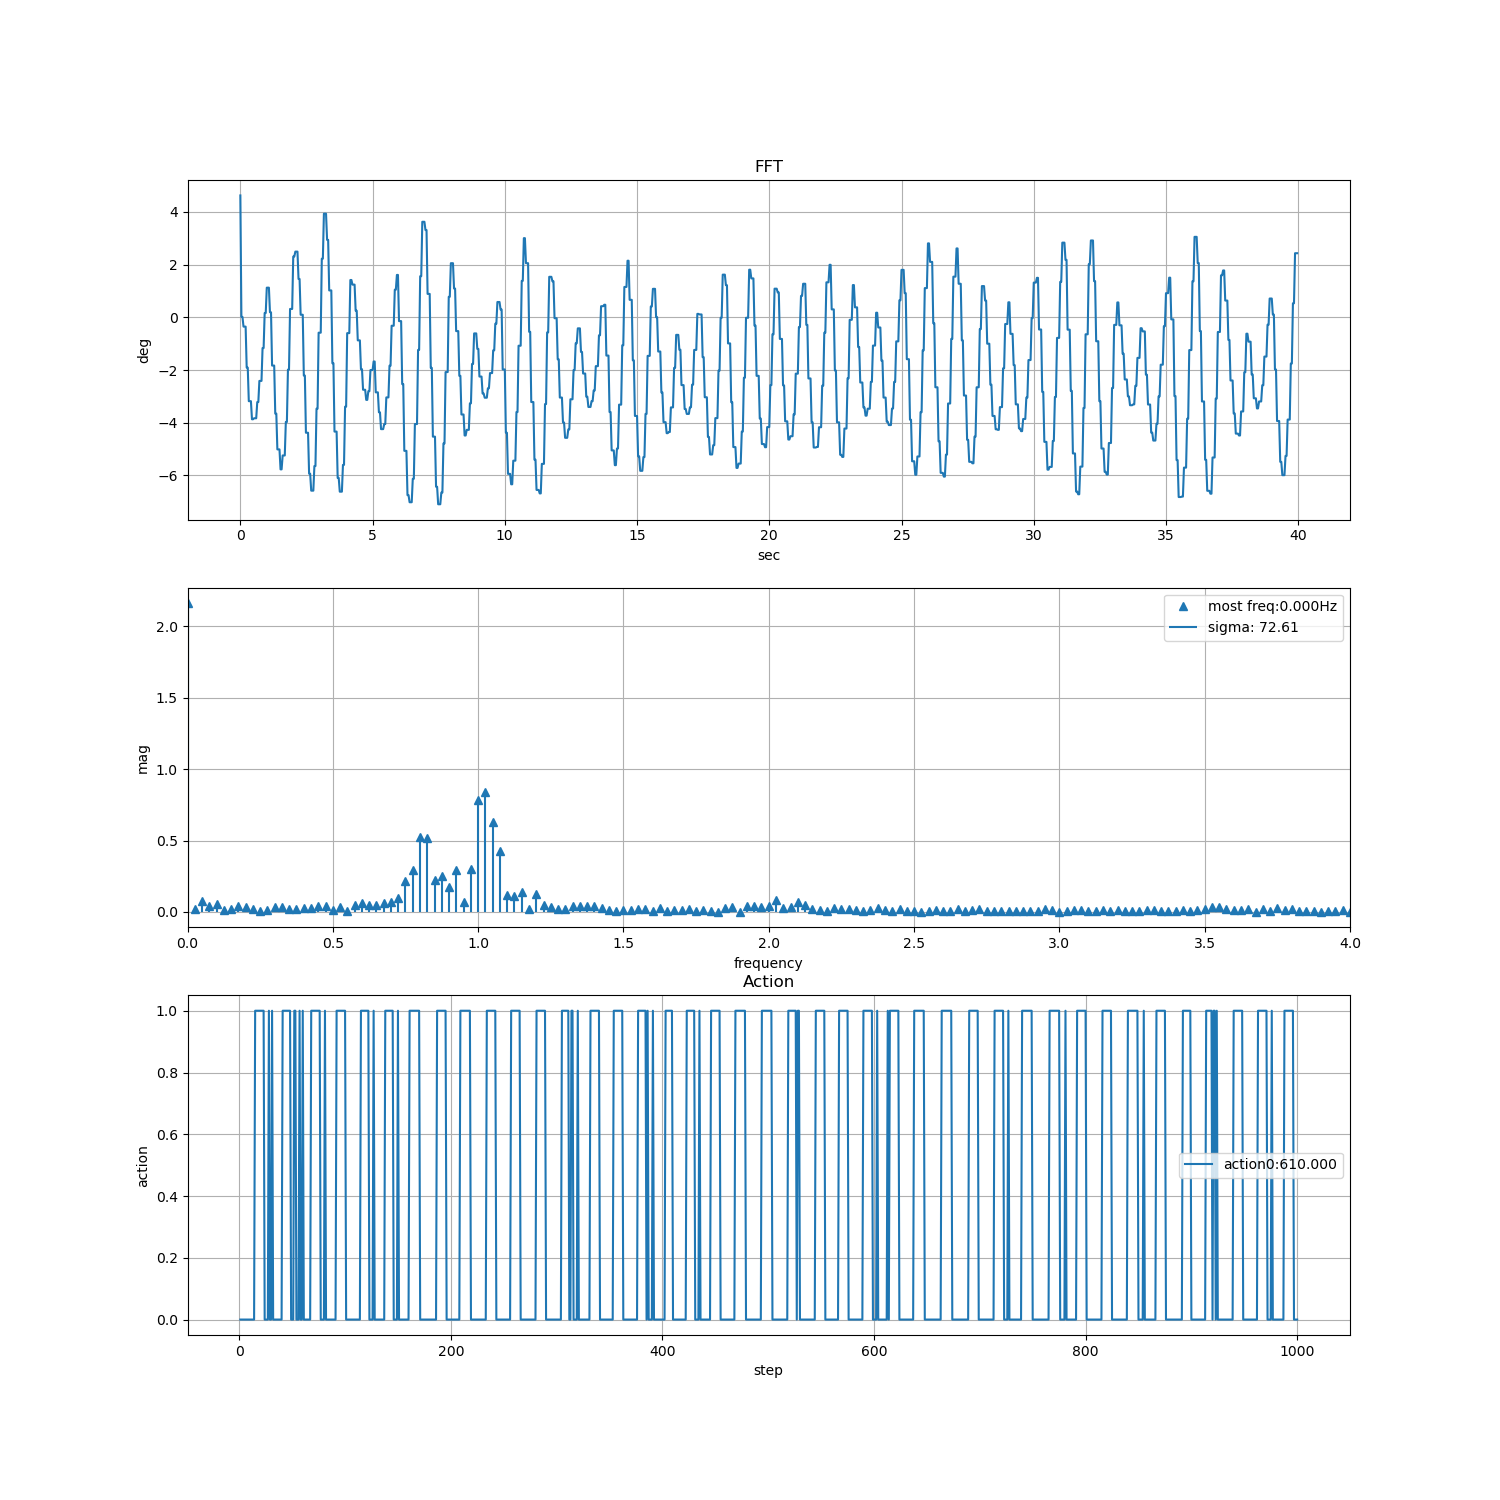 FFT
4
2
0
−2
−4
−6
deg
0 5 10 15 20 25 30 35 40
sec
2.0
1.5
1.0
0.5
0.0
mag
most freq:0.000Hz
sigma: 72.61
0.0 0.5 1.0 1.5 2.0 2.5 3.0 3.5 4.0
frequency
Action
1.0
0.8
0.6
0.4
0.2
0.0
action
action0:610.000
0 200 400 600 800 1000
step